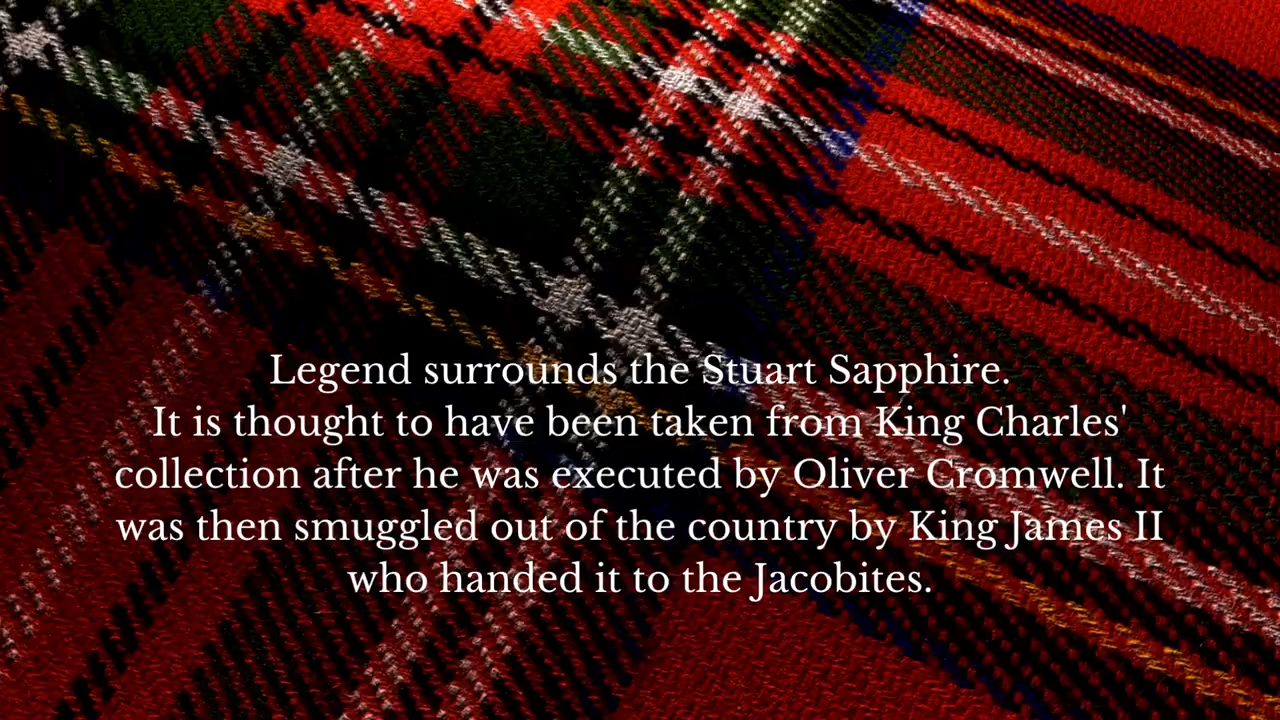 Legend surrounds the Stuart Sapphire.
It is thought to have been taken from King Charles'
collection after he was executed by Oliver Cromwell. It
was then smuggled out of the country by King James II
who handed it to the Jacobites.